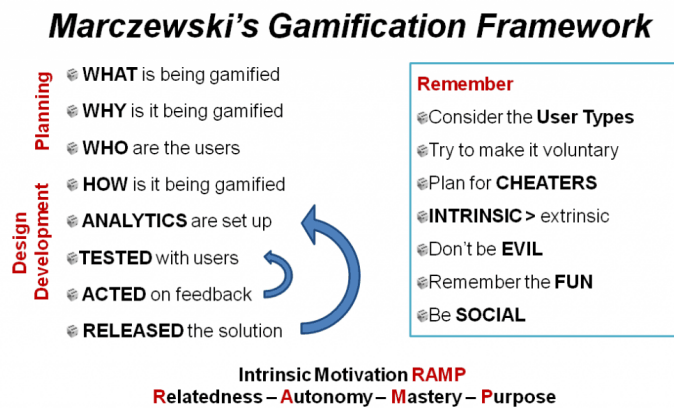 Marczewski's Gamification Framework
Planning
WHAT is being gamified
WHY is it being gamified
WHO are the users
Design
Development
HOW is it being gamified
ANALYTICS are set up
TESTED with users
ACTED on feedback
RELEASED the solution
Remember
Consider the User Types
Try to make it voluntary
Plan for CHEATERS
INTRINSIC > extrinsic
Don't be EVIL
Remember the FUN
Be SOCIAL
Intrinsic Motivation RAMP
Relatedness – Autonomy – Mastery – Purpose